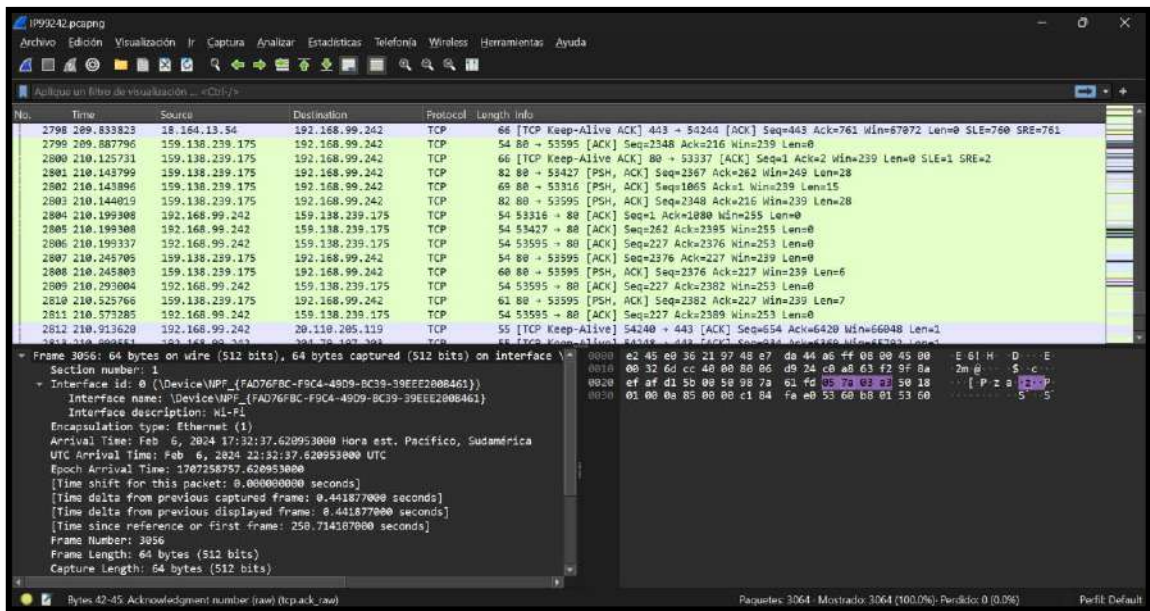 IP99242.pcapng
Archivo Edición Visualización Ir Captura Analizar Estadísticas Telefonía Wireless Herramientas Ayuda
Aplique un filtro de visualización ... <Ctrl-/>
No. Time Source Destination Protocol Length Info
2798 209.833823 18.164.13.54 192.168.99.242 TCP 66 [TCP Keep-Alive ACK] 443 → 54244 [ACK] Seq=443 Ack=761 Win=67072 Len=0 SLE=760 SRE=761
2799 209.887796 159.138.239.175 192.168.99.242 TCP 54 80 → 53595 [ACK] Seq=2348 Ack=216 Win=239 Len=0
2800 210.125731 159.138.239.175 192.168.99.242 TCP 66 [TCP Keep-Alive ACK] 80 → 53337 [ACK] Seq=1 Ack=2 Win=239 Len=0 SLE=1 SRE=2
2801 210.143799 159.138.239.175 192.168.99.242 TCP 82 80 → 53427 [PSH, ACK] Seq=2367 Ack=262 Win=249 Len=28
2802 210.143896 159.138.239.175 192.168.99.242 TCP 69 80 → 53316 [PSH, ACK] Seq=1065 Ack=1 Win=239 Len=15
2803 210.144019 159.138.239.175 192.168.99.242 TCP 82 80 → 53595 [PSH, ACK] Seq=2348 Ack=216 Win=239 Len=28
2804 210.199308 192.168.99.242 159.138.239.175 TCP 54 53316 → 80 [ACK] Seq=1 Ack=1080 Win=255 Len=0
2805 210.199308 192.168.99.242 159.138.239.175 TCP 54 53427 → 80 [ACK] Seq=262 Ack=2395 Win=255 Len=0
2806 210.199337 192.168.99.242 159.138.239.175 TCP 54 53595 → 80 [ACK] Seq=227 Ack=2376 Win=253 Len=0
2807 210.245705 159.138.239.175 192.168.99.242 TCP 54 80 → 53595 [ACK] Seq=2376 Ack=227 Win=239 Len=0
2808 210.245803 159.138.239.175 192.168.99.242 TCP 60 80 → 53595 [PSH, ACK] Seq=2376 Ack=227 Win=239 Len=6
2809 210.293004 192.168.99.242 159.138.239.175 TCP 54 53595 → 80 [ACK] Seq=227 Ack=2382 Win=253 Len=0
2810 210.525766 159.138.239.175 192.168.99.242 TCP 61 80 → 53595 [PSH, ACK] Seq=2382 Ack=227 Win=239 Len=7
2811 210.573285 192.168.99.242 159.138.239.175 TCP 54 53595 → 80 [ACK] Seq=227 Ack=2389 Win=253 Len=0
2812 210.913620 192.168.99.242 20.110.205.119 TCP 55 [TCP Keep-Alive] 54240 → 443 [ACK] Seq=654 Ack=6420 Win=66048 Len=1
Frame 3056: 64 bytes on wire (512 bits), 64 bytes captured (512 bits) on interface \
Section number: 1
Interface id: 0 (\Device\NPF_{FAD76FBC-F9C4-49D9-BC39-39EEE2008461})
Interface name: \Device\NPF_{FAD76FBC-F9C4-49D9-BC39-39EEE2008461}
Interface description: Wi-Fi
Encapsulation type: Ethernet (1)
Arrival Time: Feb 6, 2024 17:32:37.620953000 Hora est. Pacífico, Sudamérica
UTC Arrival Time: Feb 6, 2024 22:32:37.620953000 UTC
Epoch Arrival Time: 1707258757.620953000
[Time shift for this packet: 0.000000000 seconds]
[Time delta from previous captured frame: 0.441877000 seconds]
[Time delta from previous displayed frame: 0.441877000 seconds]
[Time since reference or first frame: 250.714107000 seconds]
Frame Number: 3056
Frame Length: 64 bytes (512 bits)
Capture Length: 64 bytes (512 bits)
0000 e2 45 e0 36 21 97 48 e7 da 44 a6 ff 08 00 45 00
0010 00 32 6d cc 40 00 80 06 d9 24 c0 a8 63 f2 9f 8a
0020 ef af d1 5b 00 50 98 7a 61 fd 05 7a 03 a3 50 18
0030 01 00 0a 85 00 00 c1 84 fa e0 53 60 b8 01 53 60
Bytes 42-45: Acknowledgment number (raw) (tcp.ack_raw)
Paquetes: 3064 · Mostrado: 3064 (100.0%) · Perdido: 0 (0.0%)
Perfil: Default